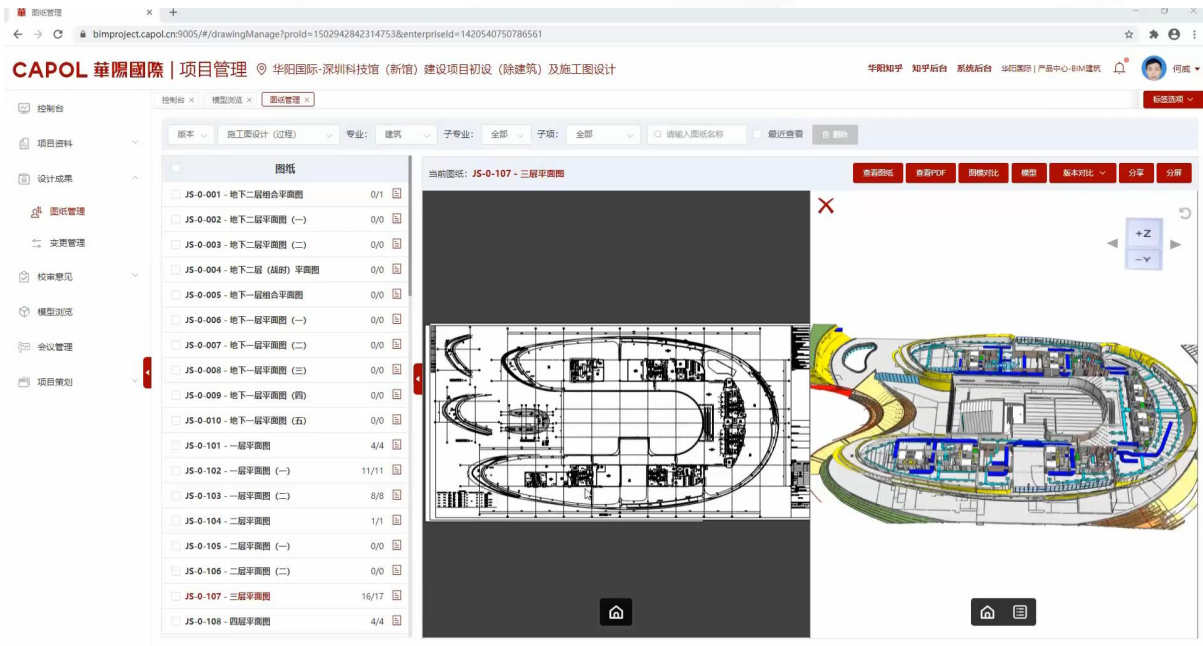 图纸管理
bimproject.capol.cn:9005/#/drawingManage?proId=1502942842314753&enterpriseId=1420540750786561
CAPOL 華陽國際 | 项目管理 华阳国际-深圳科技馆（新馆）建设项目初设（除建筑）及施工图设计
华阳知乎 知乎后台 系统后台 华阳国际 | 产品中心-BIM建筑 何威
控制台
项目资料
设计成果
图纸管理
变更管理
校审意见
模型浏览
会议管理
项目策划
控制台 × 模型浏览 × 图纸管理 ×
标签选项
版本 施工图设计（过程） 专业： 建筑 子专业： 全部 子项： 全部 请输入图纸名称 最近查看 删除
图纸
JS-0-001 - 地下二层组合平面图 0/1
JS-0-002 - 地下二层平面图（一） 0/0
JS-0-003 - 地下二层平面图（二） 0/0
JS-0-004 - 地下二层（战时）平面图 0/0
JS-0-005 - 地下一层组合平面图 0/0
JS-0-006 - 地下一层平面图（一） 0/0
JS-0-007 - 地下一层平面图（二） 0/0
JS-0-008 - 地下一层平面图（三） 0/0
JS-0-009 - 地下一层平面图（四） 0/0
JS-0-010 - 地下一层平面图（五） 0/0
JS-0-101 - 一层平面图 4/4
JS-0-102 - 一层平面图（一） 11/11
JS-0-103 - 一层平面图（二） 8/8
JS-0-104 - 二层平面图 1/1
JS-0-105 - 二层平面图（一） 0/0
JS-0-106 - 二层平面图（二） 0/0
JS-0-107 - 三层平面图 16/17
JS-0-108 - 四层平面图 4/4
当前图纸：JS-0-107 - 三层平面图
查看图纸 查看PDF 图模对比 模型 版本对比 分享 分屏
+Z
-Y